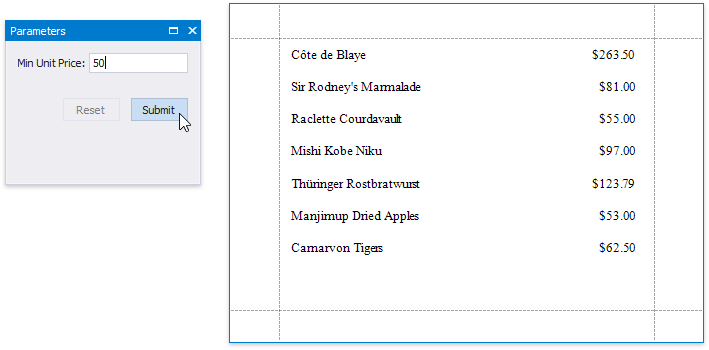 Parameters
Min Unit Price: 50
Reset Submit
Côte de Blaye $263.50
Sir Rodney's Marmalade $81.00
Raclette Courdavault $55.00
Mishi Kobe Niku $97.00
Thüringer Rostbratwurst $123.79
Manjimup Dried Apples $53.00
Carnarvon Tigers $62.50